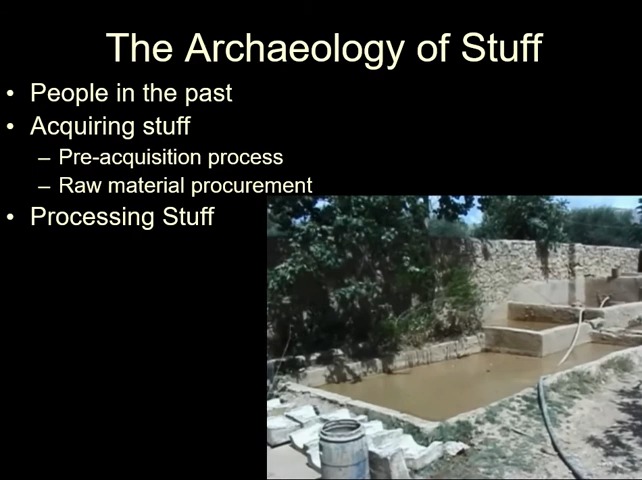 The Archaeology of Stuff
• People in the past
• Acquiring stuff
– Pre-acquisition process
– Raw material procurement
• Processing Stuff